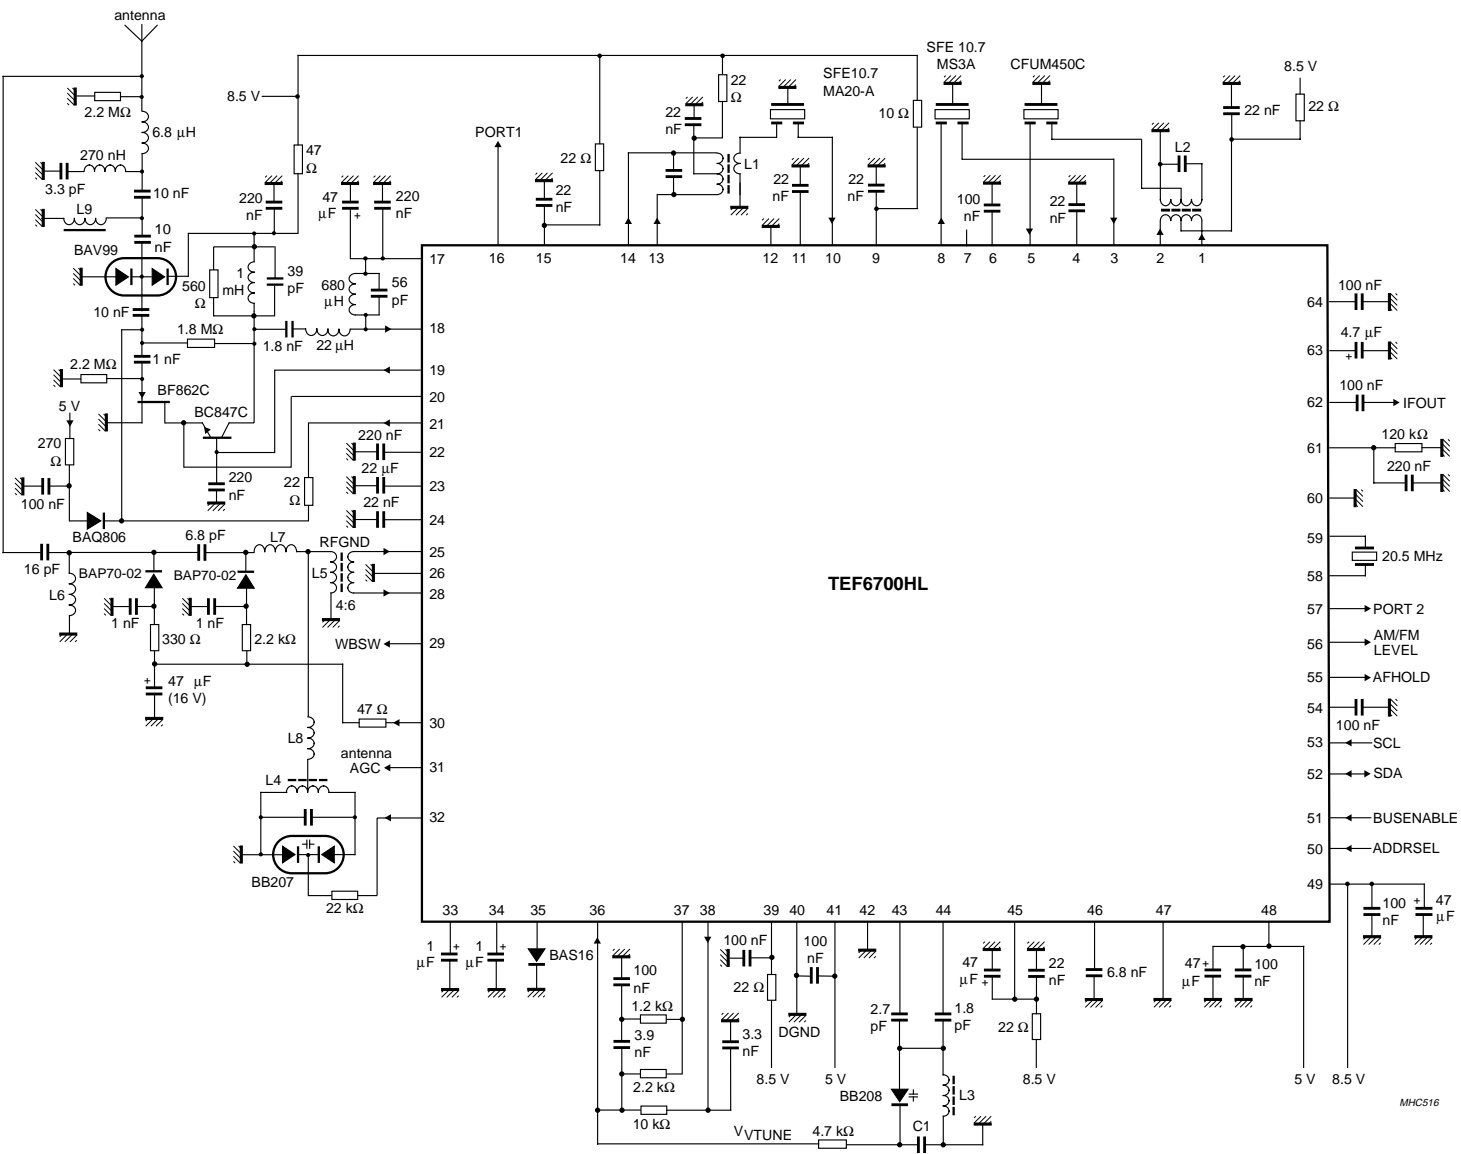 antenna
2.2 MΩ
6.8 μH
270 nH
3.3 pF
10 nF
L9
10
nF
BAV99
10 nF
1.8 MΩ
1 nF
2.2 MΩ
BF862C
BC847C
5 V
270
Ω
100 nF
BAQ806
220
nF
22
Ω
8.5 V
47
Ω
220
nF
47
μF
+
220
nF
560
Ω
1
mH
39
pF
680
μH
56
pF
1.8 nF
22 μH
PORT1
22 Ω
22
nF
22
nF
22
Ω
L1
SFE10.7
MA20-A
22
nF
22
nF
10 Ω
SFE 10.7
MS3A
CFUM450C
100
nF
22
nF
L2
22 nF
8.5 V
22 Ω
17
16
15
14
13
12
11
10
9
8
7
6
5
4
3
2
1
18
19
20
21
22
23
24
25
26
28
29
30
31
32
220 nF
22 μF
22 nF
16 pF
L6
BAP70-02
6.8 pF
BAP70-02
L7
1 nF
1 nF
330 Ω
2.2 kΩ
RFGND
L5
4:6
WBSW
+
47 μF
(16 V)
47 Ω
L8
antenna
AGC
L4
BB207
22 kΩ
TEF6700HL
64
100 nF
63
4.7 μF
+
62
100 nF
IFOUT
61
120 kΩ
220 nF
60
59
20.5 MHz
58
57
PORT 2
56
AM/FM
LEVEL
55
AFHOLD
54
100 nF
53
SCL
52
SDA
51
BUSENABLE
50
ADDRSEL
49
100
nF
+
47
μF
33
34
35
36
37
38
39
40
41
42
43
44
45
46
47
48
1
μF
+
1
μF
+
BAS16
100
nF
1.2 kΩ
3.9
nF
2.2 kΩ
10 kΩ
3.3
nF
100 nF
22 Ω
8.5 V
100
nF
DGND
5 V
2.7
pF
1.8
pF
BB208
L3
VVTUNE
4.7 kΩ
C1
47
μF
+
22
nF
22 Ω
8.5 V
6.8 nF
47
μF
+
100
nF
5 V
8.5 V
MHC516